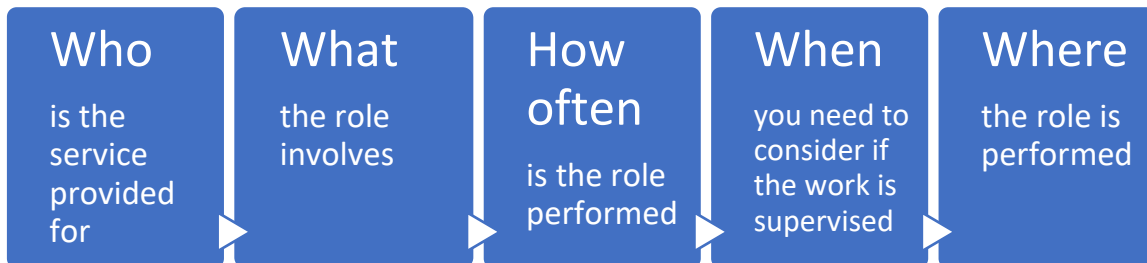 Who
is the
service
provided
for
What
the role
involves
How
often
is the role
performed
When
you need to
consider if
the work is
supervised
Where
the role is
performed